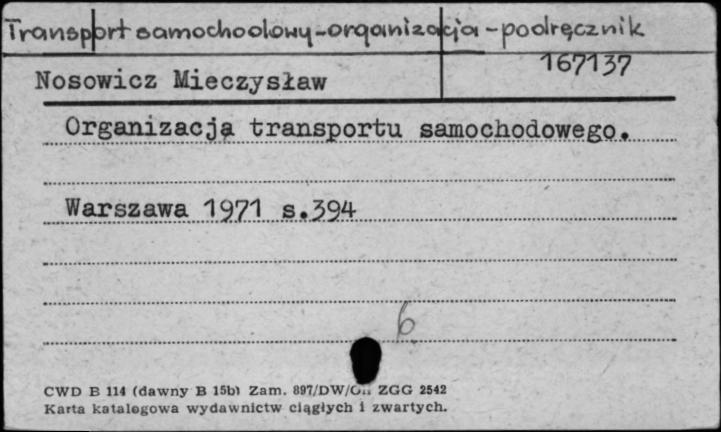 Transport samochodowy-organizacja-podręcznik
167137
Nosowicz Mieczysław
Organizacja transportu samochodowego.
Warszawa 1971 s.394
6
CWD B 114 (dawny B 15b) Zam. 897/DW/ ZGG 2542
Karta katalogowa wydawnictw ciągłych i zwartych.